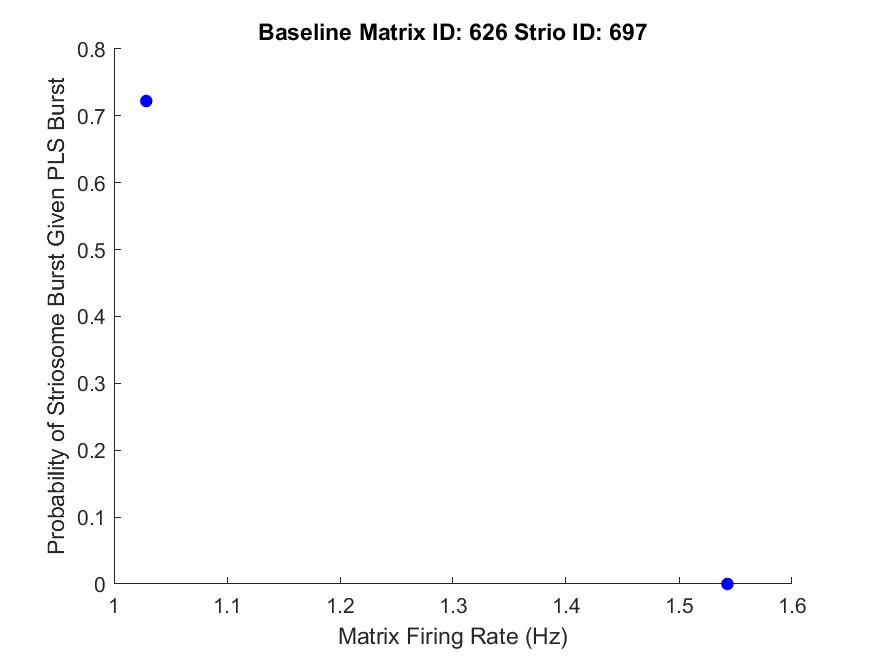 Baseline Matrix ID: 626 Strio ID: 697
Probability of Striosome Burst Given PLS Burst
0.8
0.7
0.6
0.5
0.4
0.3
0.2
0.1
0
1 1.1 1.2 1.3 1.4 1.5 1.6
Matrix Firing Rate (Hz)